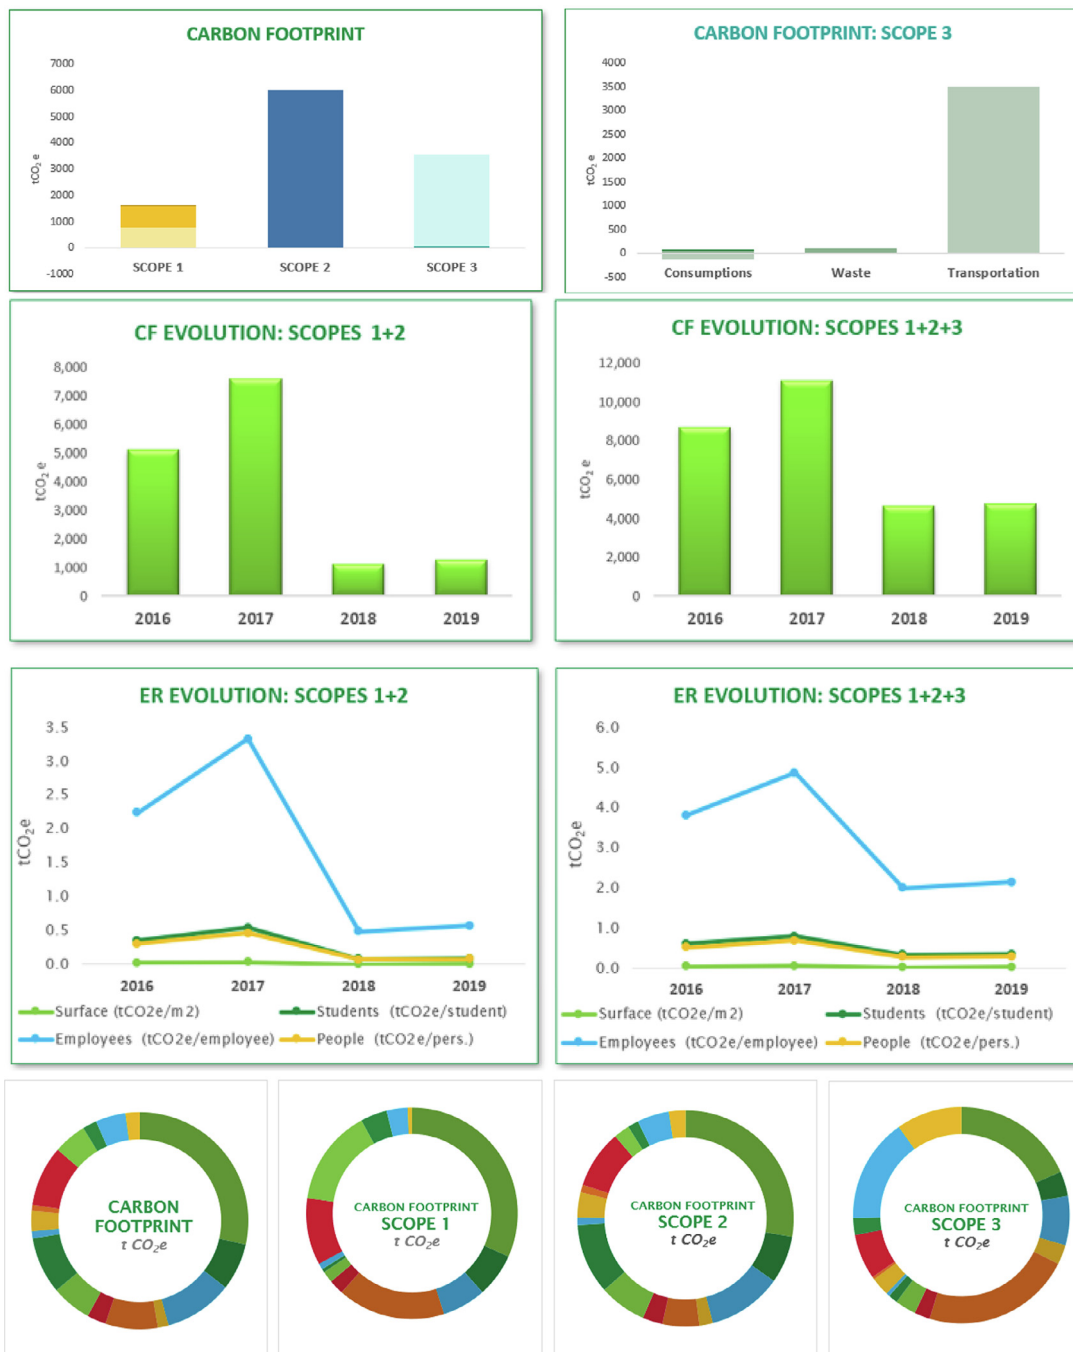 CARBON FOOTPRINT
7000
6000
5000
4000
3000
2000
1000
0
-1000
tCO₂ e
SCOPE 1
SCOPE 2
SCOPE 3
CARBON FOOTPRINT: SCOPE 3
4000
3500
3000
2500
2000
1500
1000
500
0
-500
tCO₂ e
Consumptions
Waste
Transportation
CF EVOLUTION: SCOPES 1+2
8,000
7,000
6,000
5,000
4,000
3,000
2,000
1,000
0
tCO₂ e
2016
2017
2018
2019
CF EVOLUTION: SCOPES 1+2+3
12,000
10,000
8,000
6,000
4,000
2,000
0
tCO₂ e
2016
2017
2018
2019
ER EVOLUTION: SCOPES 1+2
3.5
3.0
2.5
2.0
1.5
1.0
0.5
0.0
tCO₂e
2016
2017
2018
2019
Surface (tCO2e/m2)
Students (tCO2e/student)
Employees (tCO2e/employee)
People (tCO2e/pers.)
ER EVOLUTION: SCOPES 1+2+3
6.0
5.0
4.0
3.0
2.0
1.0
0.0
tCO₂e
2016
2017
2018
2019
Surface (tCO2e/m2)
Students (tCO2e/student)
Employees (tCO2e/employee)
People (tCO2e/pers.)
CARBON
FOOTPRINT
t CO₂e
CARBON FOOTPRINT
SCOPE 1
t CO₂e
CARBON FOOTPRINT
SCOPE 2
t CO₂e
CARBON FOOTPRINT
SCOPE 3
t CO₂e